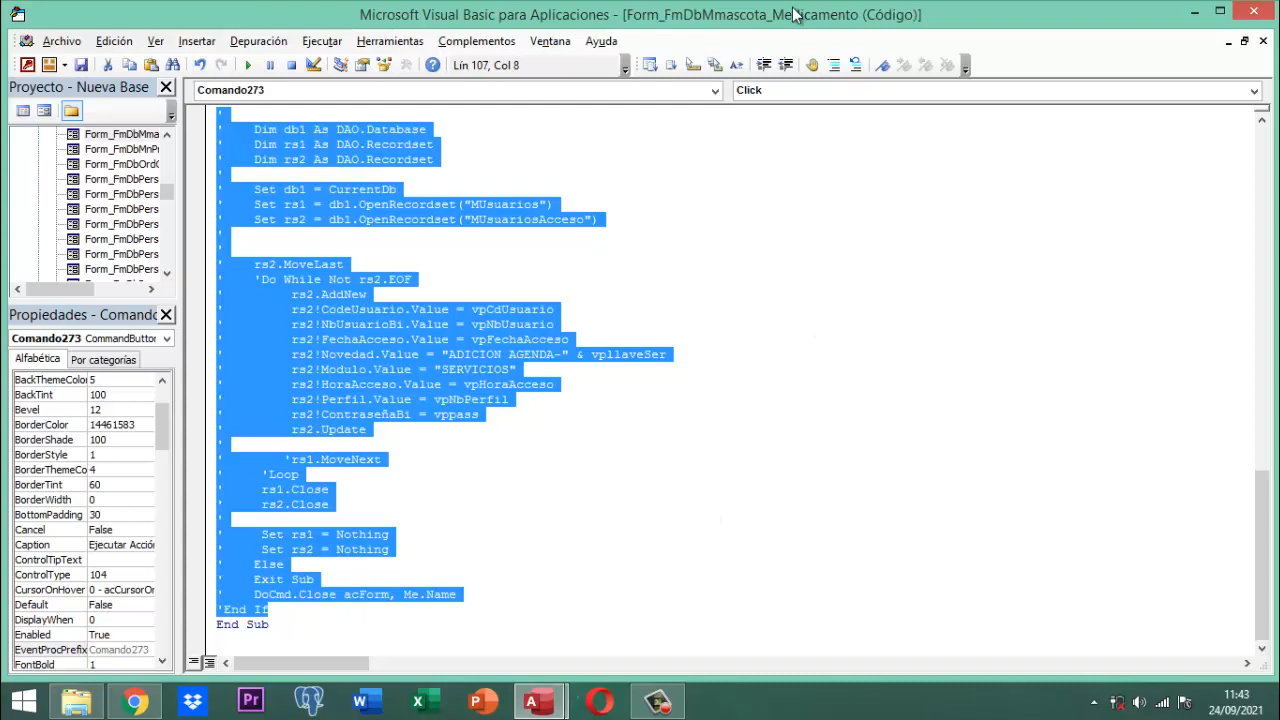 Microsoft Visual Basic para Aplicaciones - [Form_FmDbMmascota_Medicamento (Código)]
Archivo Edición Ver Insertar Depuración Ejecutar Herramientas Complementos Ventana Ayuda
Lín 107, Col 8
Proyecto - Nueva Base
Form_FmDbMma
Form_FmDbMnPr
Form_FmDbOrdC
Form_FmDbPers
Form_FmDbPers
Form_FmDbPers
Form_FmDbPers
Form_FmDbPers
Form_FmDbPers
Form_FmDbPers
Propiedades - Comando
Comando273 CommandButton
Alfabética Por categorías
BackThemeColor 5
BackTint 100
Bevel 12
BorderColor 14461583
BorderShade 100
BorderStyle 1
BorderThemeCo 4
BorderTint 60
BorderWidth 0
BottomPadding 30
Cancel False
Caption Ejecutar Acció
ControlTipText
ControlType 104
CursorOnHover 0 - acCursorOn
Default False
DisplayWhen 0
Enabled True
EventProcPrefix Comando273
FontBold 1
Comando273 Click
'
' Dim db1 As DAO.Database
' Dim rs1 As DAO.Recordset
' Dim rs2 As DAO.Recordset
'
' Set db1 = CurrentDb
' Set rs1 = db1.OpenRecordset("MUsuarios")
' Set rs2 = db1.OpenRecordset("MUsuariosAcceso")
'
'
' rs2.MoveLast
' 'Do While Not rs2.EOF
' rs2.AddNew
' rs2!CodeUsuario.Value = vpCdUsuario
' rs2!NbUsuarioBi.Value = vpNbUsuario
' rs2!FechaAcceso.Value = vpFechaAcceso
' rs2!Novedad.Value = "ADICION AGENDA-" & vpllaveSer
' rs2!Modulo.Value = "SERVICIOS"
' rs2!HoraAcceso.Value = vpHoraAcceso
' rs2!Perfil.Value = vpNbPerfil
' rs2!ContraseñaBi = vppass
' rs2.Update
'
' 'rs1.MoveNext
' 'Loop
' rs1.Close
' rs2.Close
'
' Set rs1 = Nothing
' Set rs2 = Nothing
' Else
' Exit Sub
' DoCmd.Close acForm, Me.Name
'End If
End Sub
11:43
24/09/2021